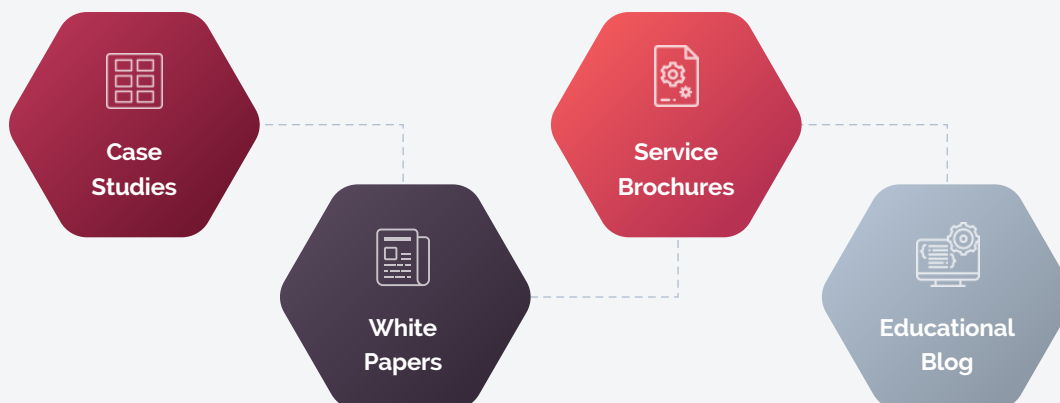 Case
Studies
White
Papers
Service
Brochures
Educational
Blog